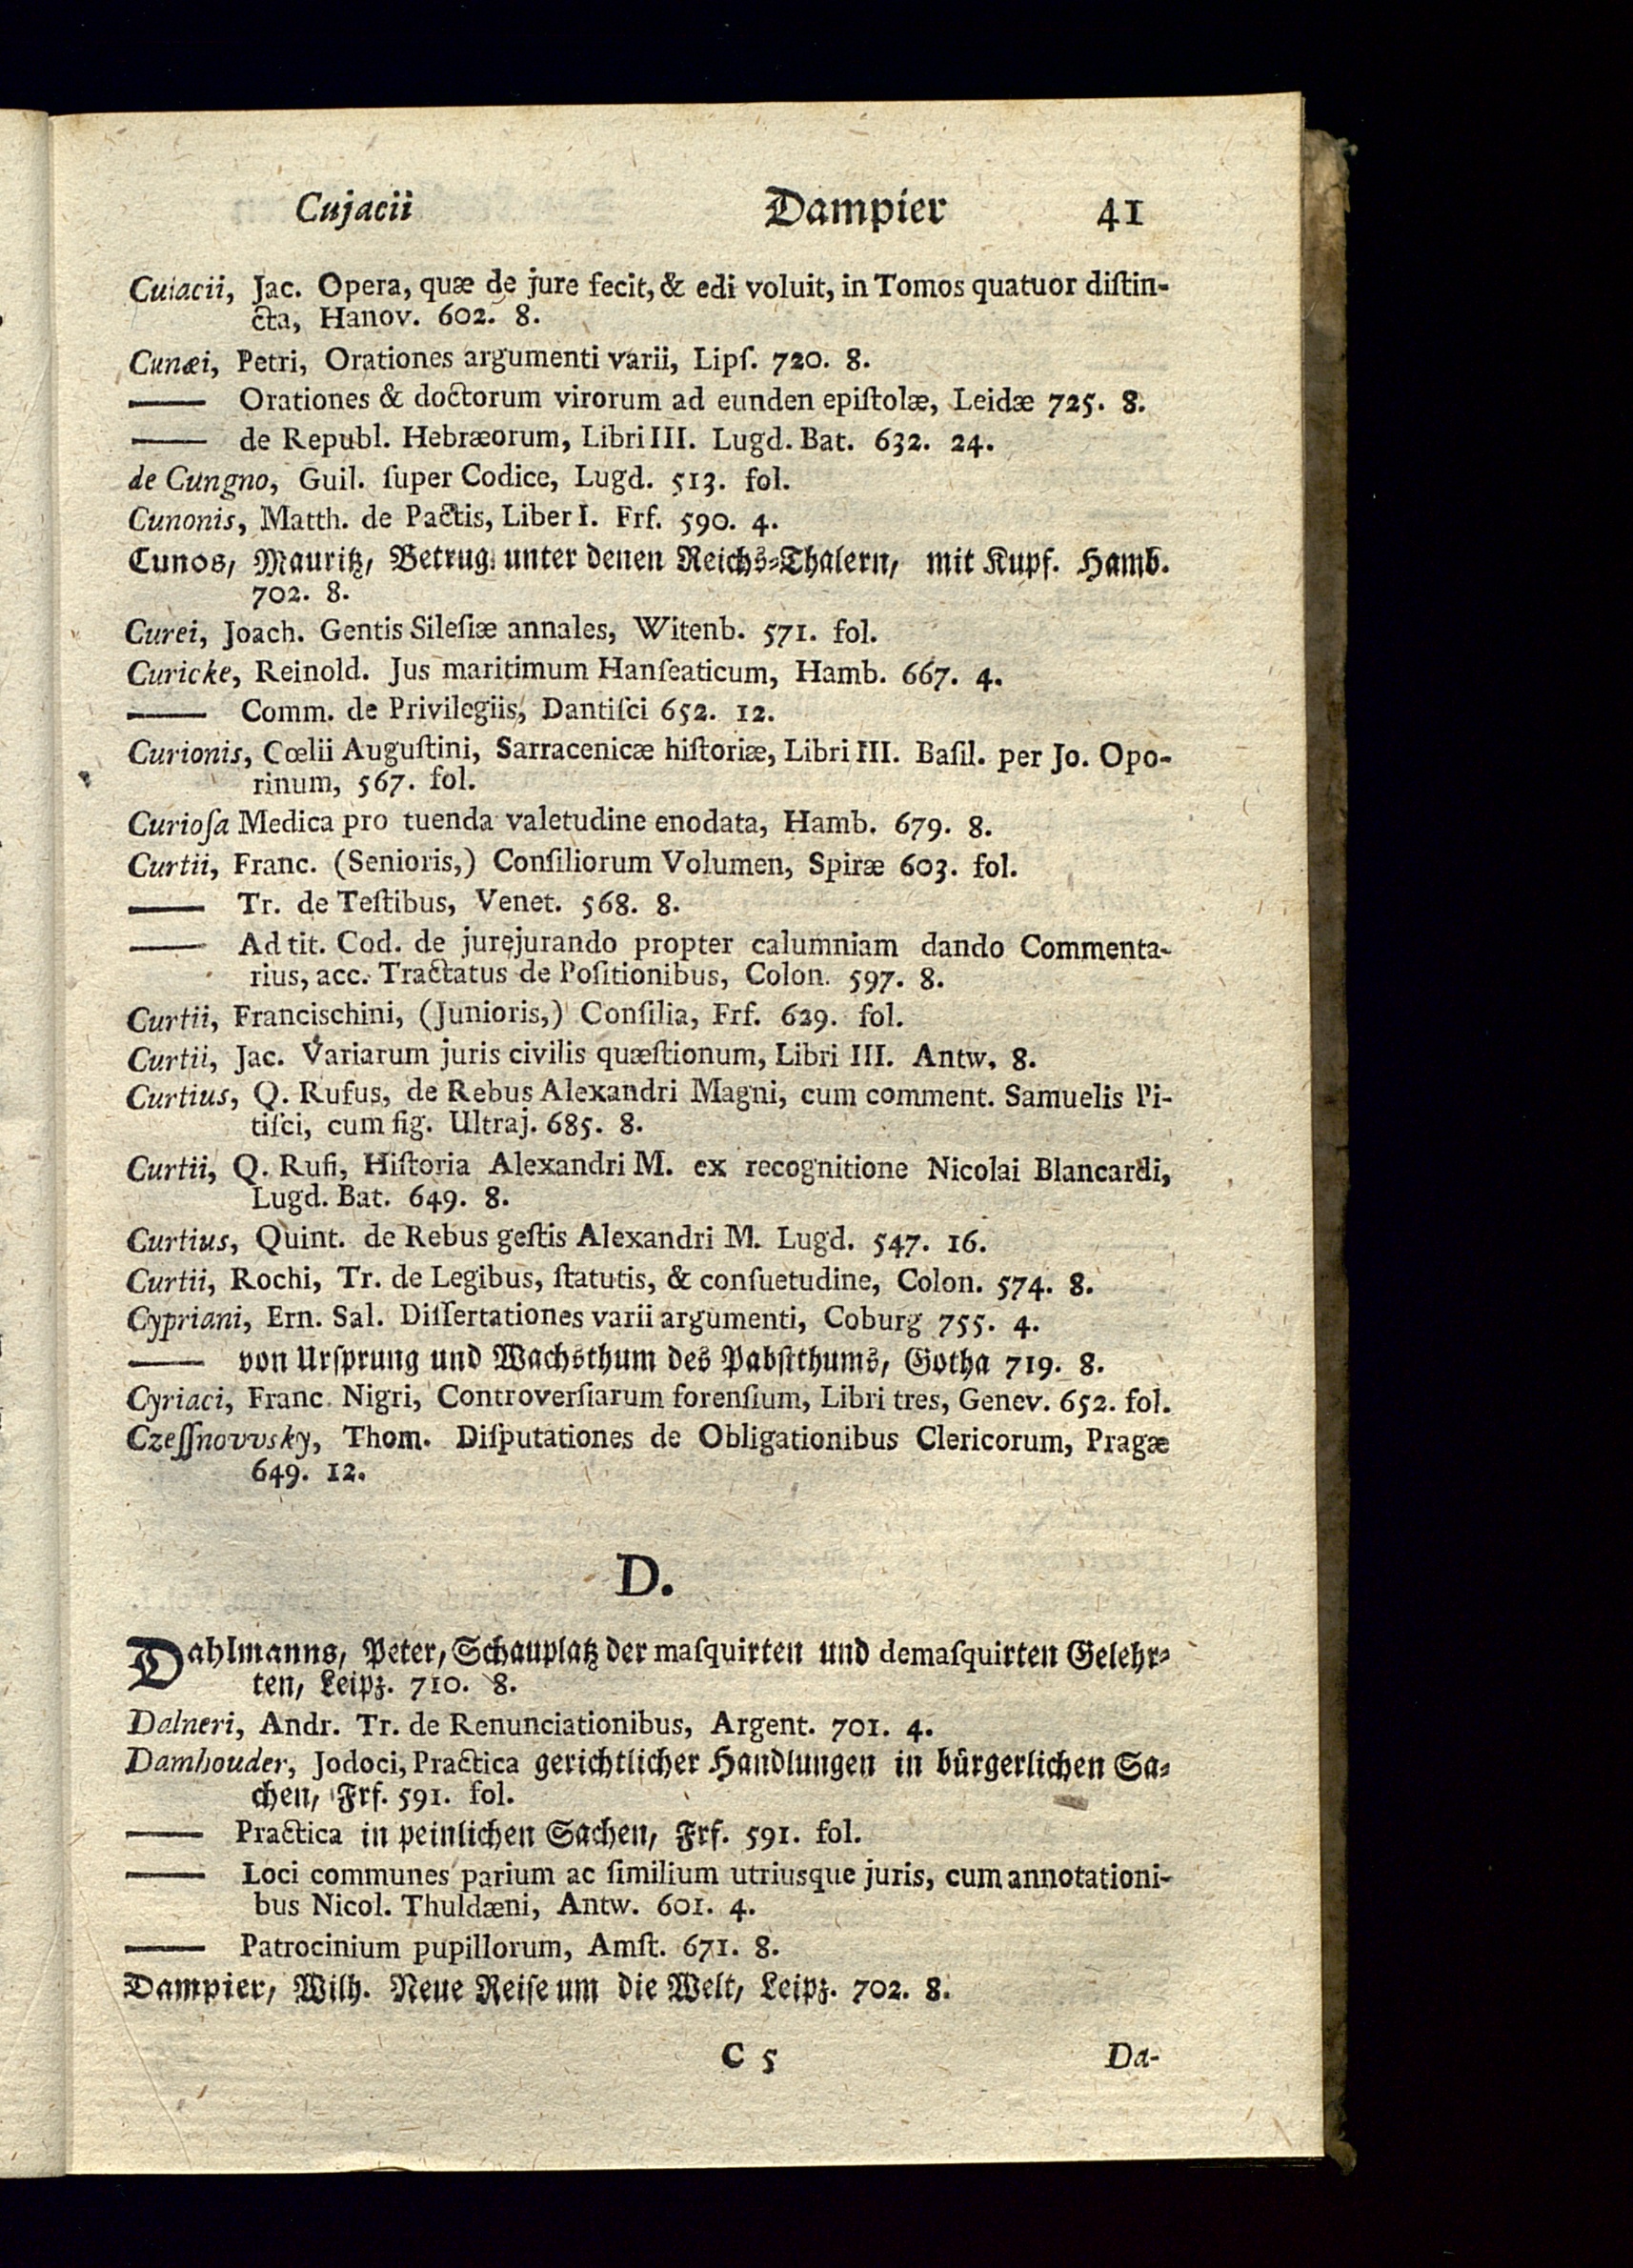 Cujacii Dampier 41
Cuiacii, Jac. Opera, quæ de jure fecit, & edi voluit, in Tomos quatuor diſtin-
cta, Hanov. 602. 8.
Cunæi, Petri, Orationes argumenti varii, Lipſ. 720. 8.
—— Orationes & doctorum virorum ad eunden epiſtolæ, Leidæ 725. 8.
—— de Republ. Hebræorum, Libri III. Lugd. Bat. 632. 24.
de Cungno, Guil. ſuper Codice, Lugd. 513. fol.
Cunonis, Matth. de Pactis, Liber I. Frf. 590. 4.
Cunos, Mauritz, Betrug unter denen Reichs-Thalern, mit Kupf. Hamb.
702. 8.
Curei, Joach. Gentis Sileſiæ annales, Witenb. 571. fol.
Curicke, Reinold. Jus maritimum Hanſeaticum, Hamb. 667. 4.
—— Comm. de Privilegiis, Dantiſci 652. 12.
Curionis, Cœlii Auguſtini, Sarracenicæ hiſtoriæ, Libri III. Baſil. per Jo. Opo-
rinum, 567. fol.
Curioſa Medica pro tuenda valetudine enodata, Hamb. 679. 8.
Curtii, Franc. (Senioris,) Conſiliorum Volumen, Spiræ 603. fol.
—— Tr. de Teſtibus, Venet. 568. 8.
—— Ad tit. Cod. de jurejurando propter calumniam dando Commenta-
rius, acc. Tractatus de Poſitionibus, Colon. 597. 8.
Curtii, Francischini, (Junioris,) Conſilia, Frf. 629. fol.
Curtii, Jac. Variarum juris civilis quæſtionum, Libri III. Antw. 8.
Curtius, Q. Rufus, de Rebus Alexandri Magni, cum comment. Samuelis Pi-
tiſci, cum fig. Ultraj. 685. 8.
Curtii, Q. Rufi, Hiſtoria Alexandri M. ex recognitione Nicolai Blancardi,
Lugd. Bat. 649. 8.
Curtius, Quint. de Rebus geſtis Alexandri M. Lugd. 547. 16.
Curtii, Rochi, Tr. de Legibus, ſtatutis, & conſuetudine, Colon. 574. 8.
Cypriani, Ern. Sal. Diſſertationes varii argumenti, Coburg 755. 4.
—— von Urſprung und Wachsthum des Pabſtthums, Gotha 719. 8.
Cyriaci, Franc. Nigri, Controverſiarum forenſium, Libri tres, Genev. 652. fol.
Czeſſnovvsky, Thom. Diſputationes de Obligationibus Clericorum, Pragæ
649. 12.
D.
Dahlmanns, Peter, Schauplatz der maſquirten und demaſquirten Gelehr-
ten, Leipz. 710. 8.
Dalneri, Andr. Tr. de Renunciationibus, Argent. 701. 4.
Damhouder, Jodoci, Practica gerichtlicher Handlungen in bürgerlichen Sa-
chen, Frf. 591. fol.
—— Practica in peinlichen Sachen, Frf. 591. fol.
—— Loci communes parium ac ſimilium utriusque juris, cum annotationi-
bus Nicol. Thuldæni, Antw. 601. 4.
—— Patrocinium pupillorum, Amſt. 671. 8.
Dampier, Wilh. Neue Reiſe um die Welt, Leipz. 702. 8.
C 5 Da-